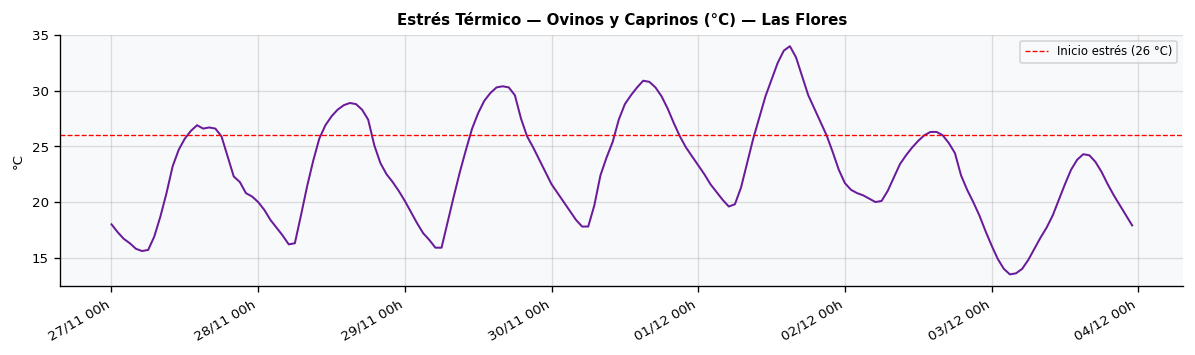 Estrés Térmico — Ovinos y Caprinos (°C) — Las Flores
35
30
25
20
15
°C
Inicio estrés (26 °C)
27/11 00h
28/11 00h
29/11 00h
30/11 00h
01/12 00h
02/12 00h
03/12 00h
04/12 00h